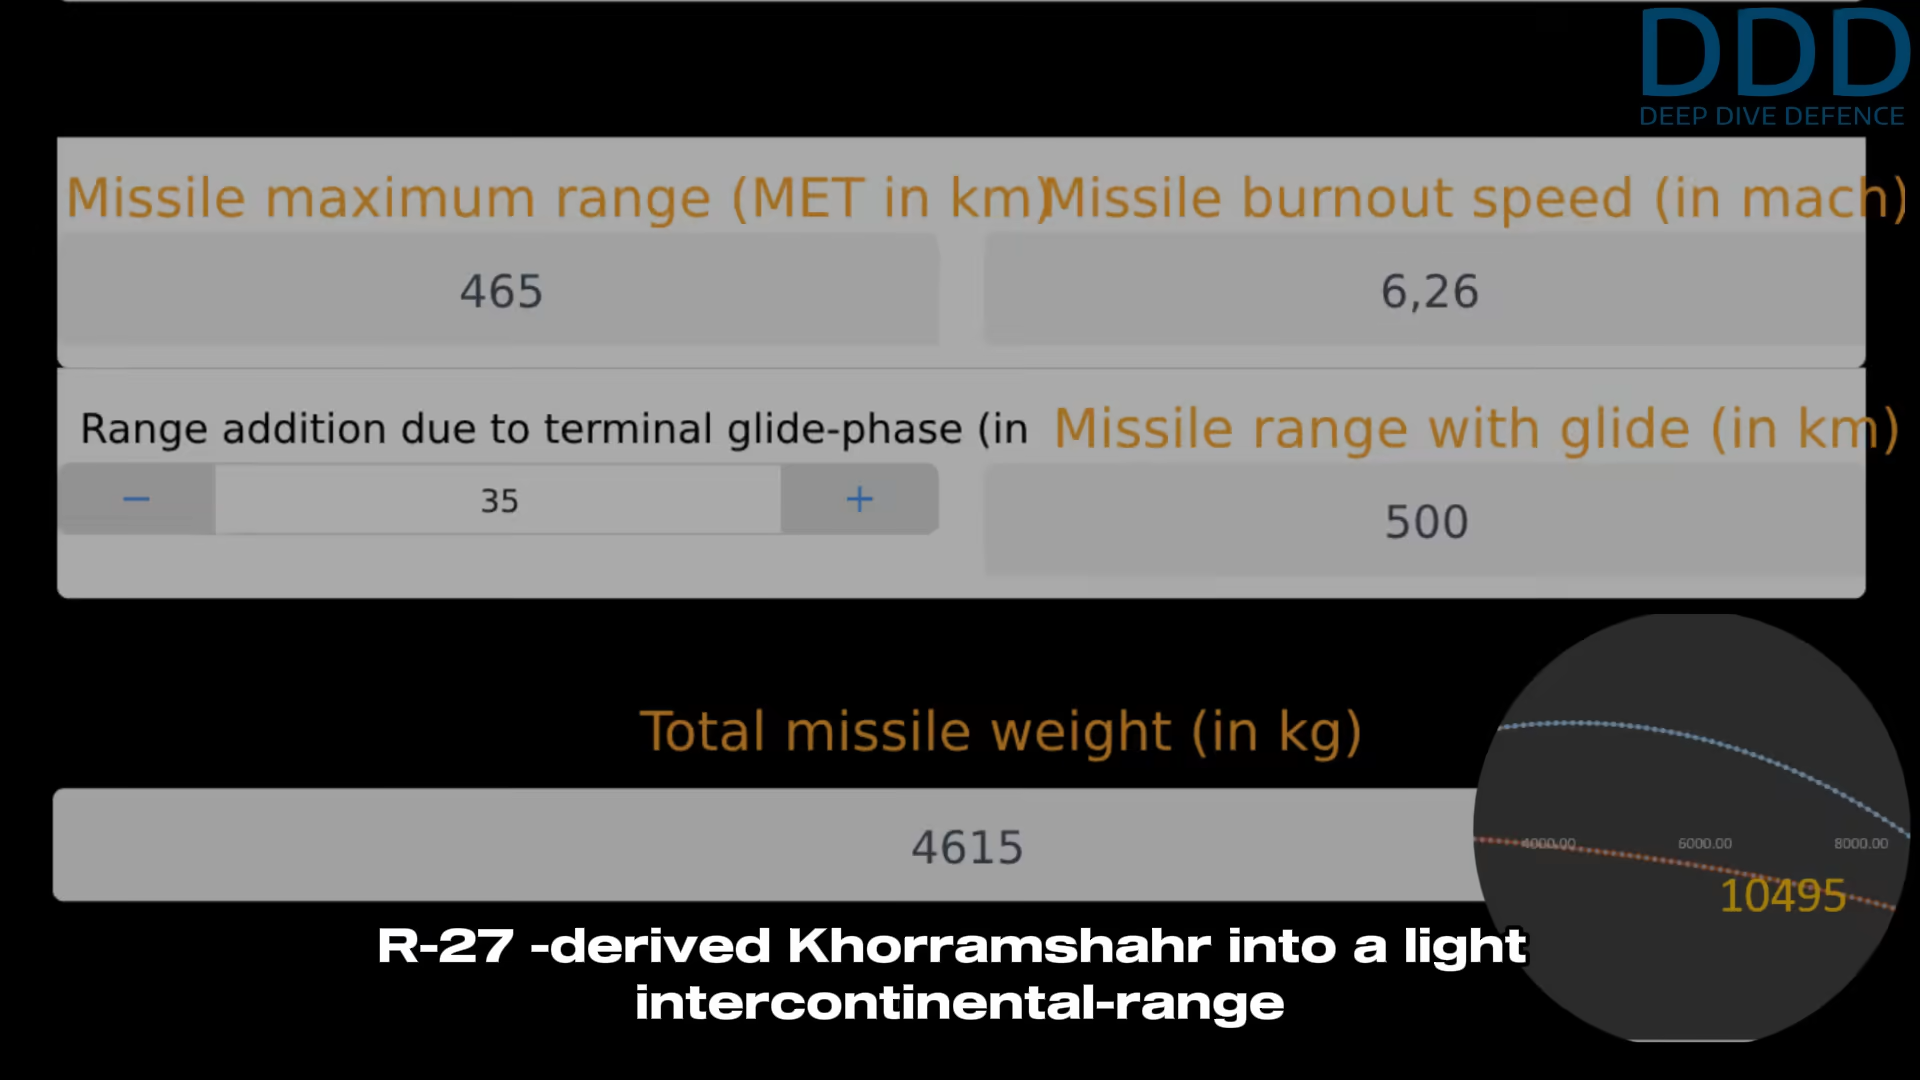 DDD
DEEP DIVE DEFENCE
Missile maximum range (MET in km)
Missile burnout speed (in mach)
465
6,26
Range addition due to terminal glide-phase (in
Missile range with glide (in km)
− 35 +
500
Total missile weight (in kg)
4615
4000.00 6000.00 8000.00
10495
R-27 -derived Khorramshahr into a light
intercontinental-range